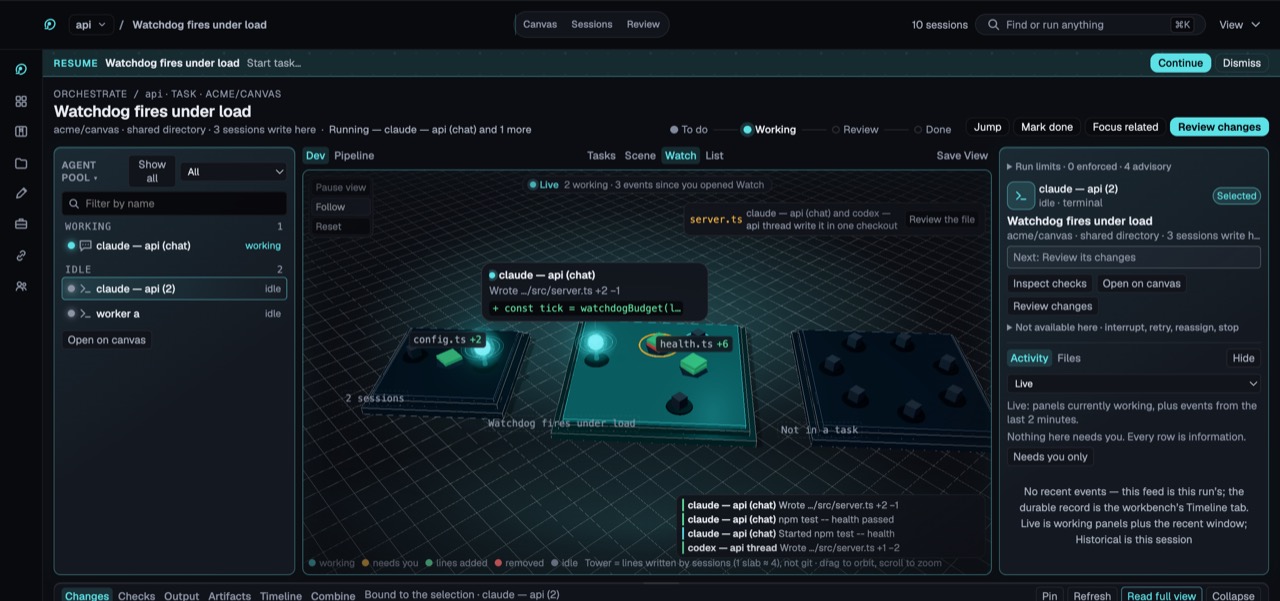 api / Watchdog fires under load
Canvas Sessions Review
10 sessions
Find or run anything ⌘K
View
RESUME Watchdog fires under load Start task…
Continue Dismiss
ORCHESTRATE / api · TASK · ACME/CANVAS
Watchdog fires under load
acme/canvas · shared directory · 3 sessions write here · Running — claude — api (chat) and 1 more
To do Working Review Done
Jump Mark done Focus related Review changes
AGENT POOL
Show all
All
Filter by name
WORKING 1
claude — api (chat) working
IDLE 2
claude — api (2) idle
worker a idle
Open on canvas
Dev Pipeline
Tasks Scene Watch List
Save View
Pause view
Follow
Reset
Live 2 working · 3 events since you opened Watch
server.ts claude — api (chat) and codex —
api thread write it in one checkout
Review the file
claude — api (chat)
Wrote …/src/server.ts +2 −1
+ const tick = watchdogBudget(l…
config.ts +2
health.ts +6
2 sessions
Watchdog fires under load
Not in a task
claude — api (chat) Wrote …/src/server.ts +2 −1
claude — api (chat) npm test -- health passed
claude — api (chat) Started npm test -- health
codex — api thread Wrote …/src/server.ts +1 −2
working needs you lines added removed idle Tower = lines written by sessions (1 slab = 4), not git · drag to orbit, scroll to zoom
Run limits · 0 enforced · 4 advisory
claude — api (2)
idle · terminal
Selected
Watchdog fires under load
acme/canvas · shared directory · 3 sessions write h…
Next: Review its changes
Inspect checks Open on canvas
Review changes
Not available here · interrupt, retry, reassign, stop
Activity Files Hide
Live
Live: panels currently working, plus events from the
last 2 minutes.
Nothing here needs you. Every row is information.
Needs you only
No recent events — this feed is this run's; the
durable record is the workbench's Timeline tab.
Live is working panels plus the recent window;
Historical is this session
Changes Checks Output Artifacts Timeline Combine Bound to the selection · claude — api (2)
Pin Refresh Read full view Collapse